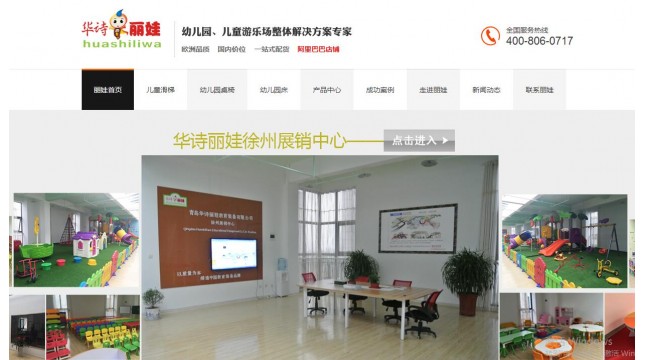 华诗丽娃
huashiliwa
幼儿园、儿童游乐场整体解决方案专家
欧洲品质 国内价位 一站式配货 阿里巴巴店铺
全国服务热线
400-806-0717
丽娃首页 儿童滑梯 幼儿园桌椅 幼儿园床 产品中心 成功案例 走进丽娃 新闻动态 联系丽娃
华诗丽娃徐州展销中心——点击进入